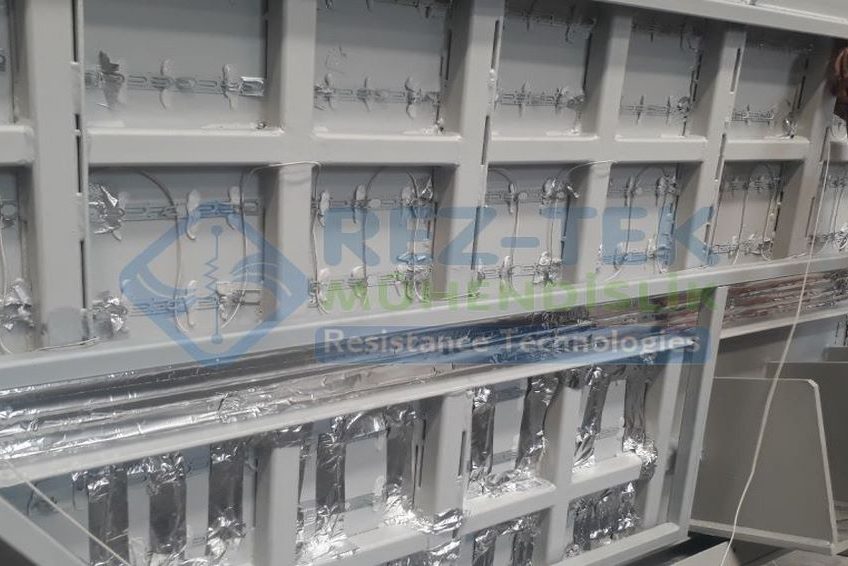 REZ-TEK
MÜHENDİSLİK
Resistance Technologies